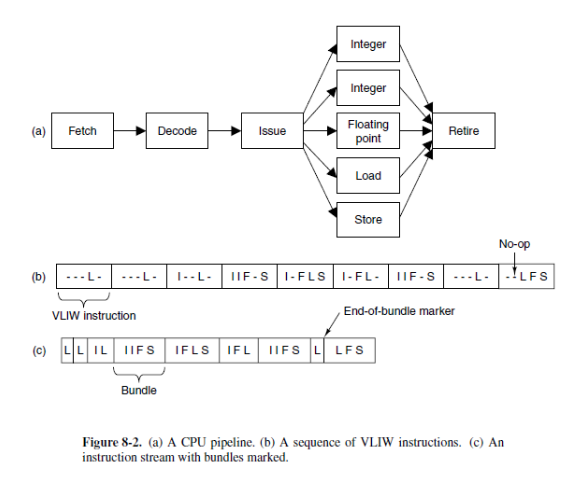 Integer
Integer
(a) Fetch Decode Issue Floating point Retire
Load
Store
No-op
(b) - - - L - - - - L - I - - L - I I F - S I - F L S I - F L - I I F - S - - - L - - - L F S
VLIW instruction
End-of-bundle marker
(c) L L I L I I F S I F L S I F L I I F S L L F S
Bundle
Figure 8-2. (a) A CPU pipeline. (b) A sequence of VLIW instructions. (c) An
instruction stream with bundles marked.